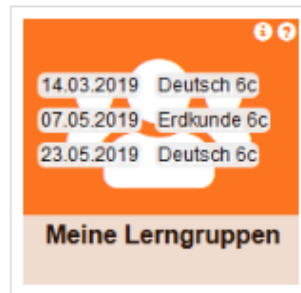 14.03.2019 Deutsch 6c
07.05.2019 Erdkunde 6c
23.05.2019 Deutsch 6c
Meine Lerngruppen